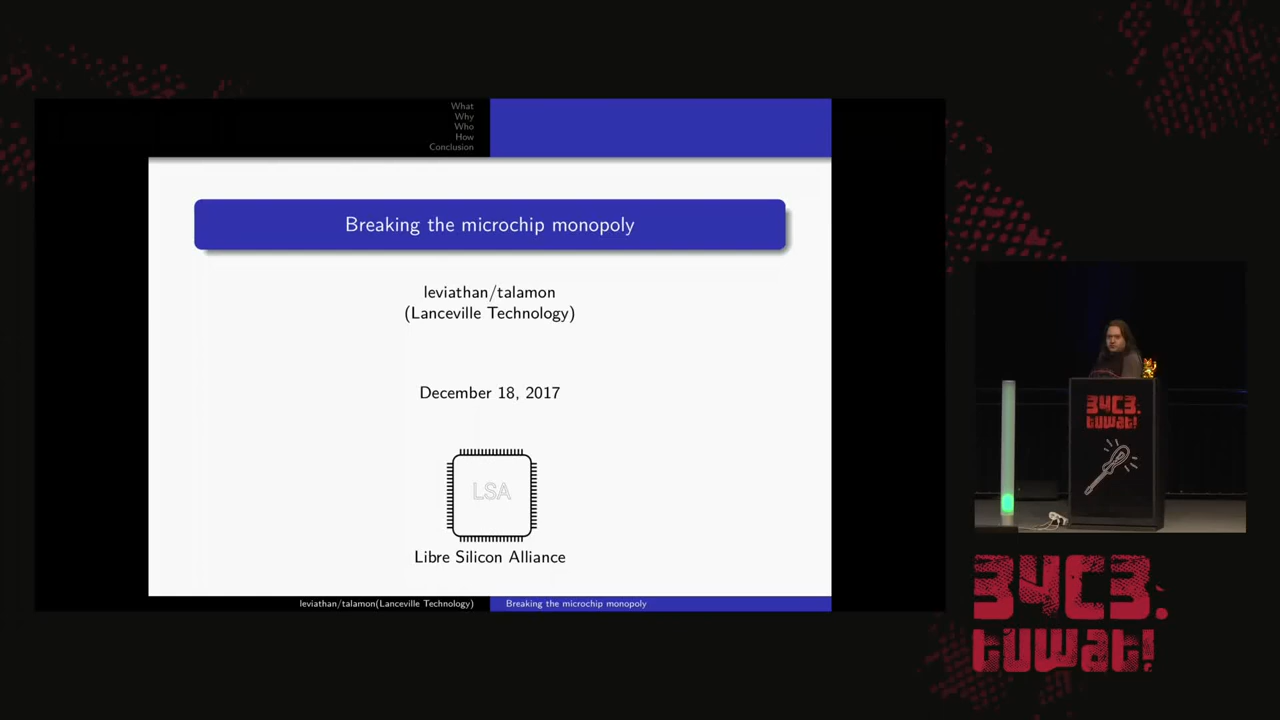 What
Why
Who
How
Conclusion
Breaking the microchip monopoly
leviathan/talamon
(Lanceville Technology)
December 18, 2017
LSA
Libre Silicon Alliance
leviathan/talamon(Lanceville Technology)
Breaking the microchip monopoly
34C3.
tuwat!
34C3.
tuwat!